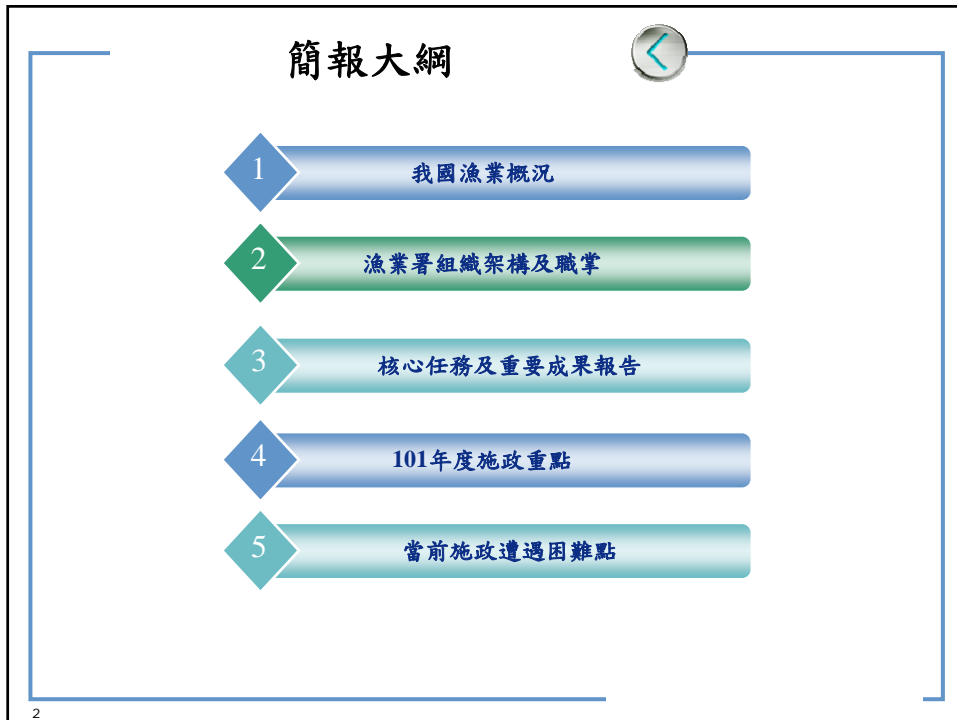 簡報大綱
1 我國漁業概況
2 漁業署組織架構及職掌
3 核心任務及重要成果報告
4 101年度施政重點
5 當前施政遭遇困難點
2